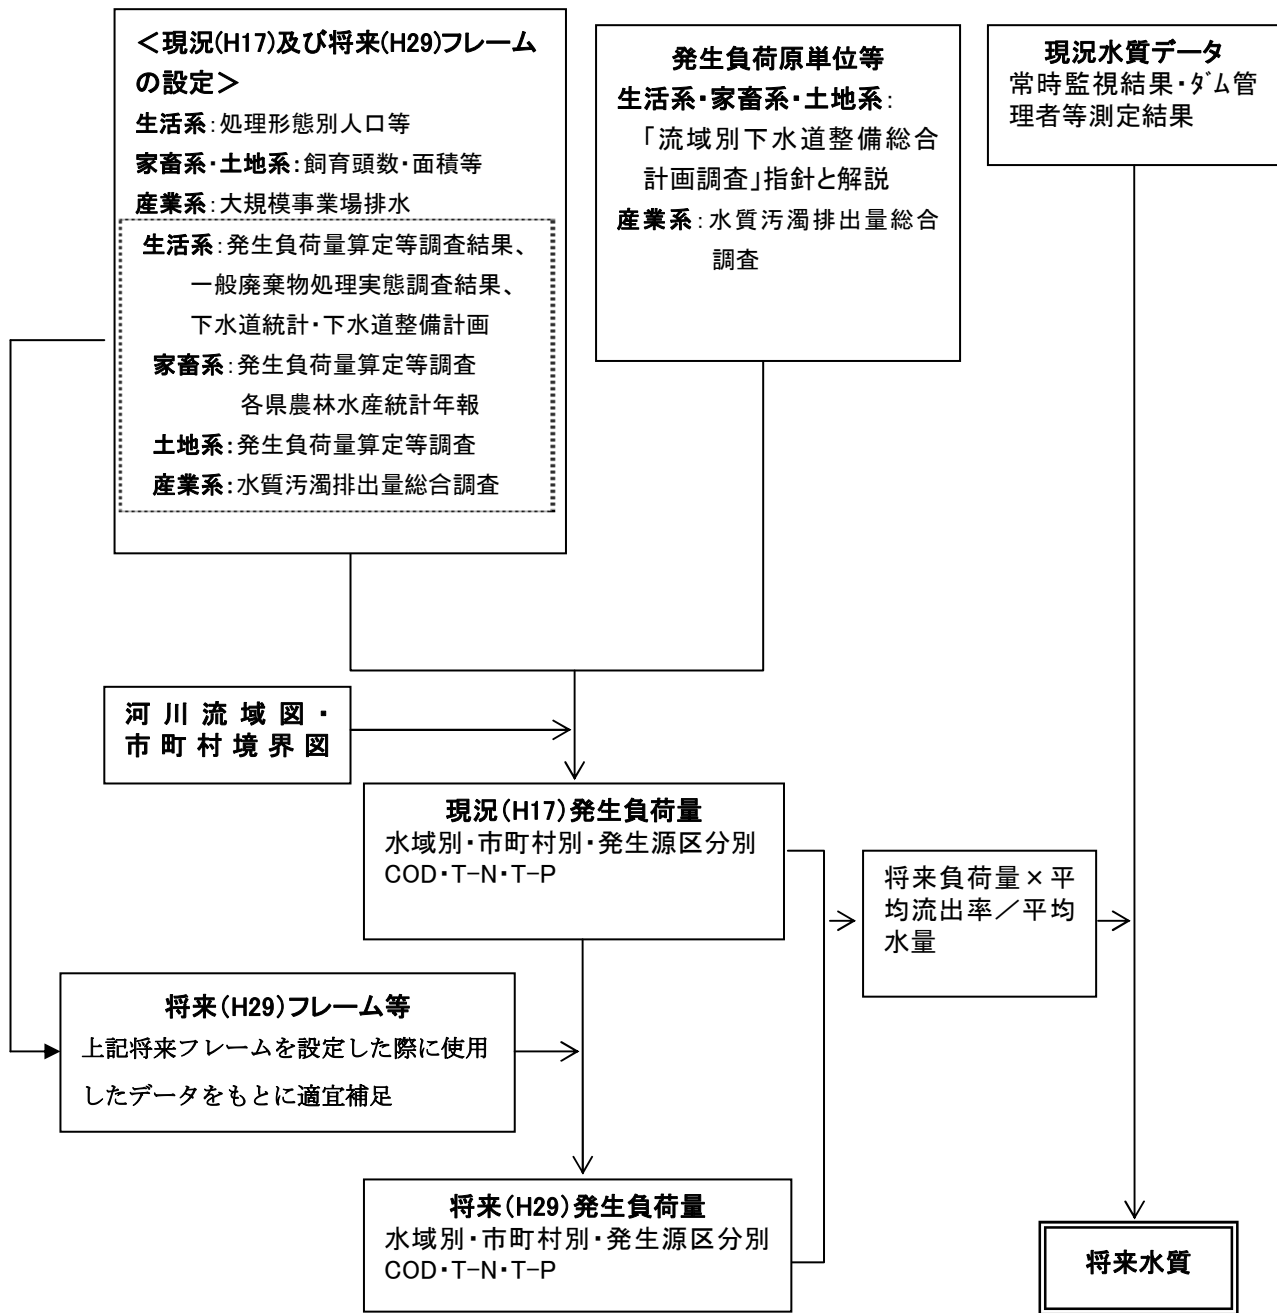 ＜現況(H17)及び将来(H29)フレーム
の設定＞
生活系：処理形態別人口等
家畜系・土地系：飼育頭数・面積等
産業系：大規模事業場排水
生活系：発生負荷量算定等調査結果、
一般廃棄物処理実態調査結果、
下水道統計・下水道整備計画
家畜系：発生負荷量算定等調査
各県農林水産統計年報
土地系：発生負荷量算定等調査
産業系：水質汚濁排出量総合調査
発生負荷原単位等
生活系・家畜系・土地系：
「流域別下水道整備総合
計画調査」指針と解説
産業系：水質汚濁排出量総合
調査
現況水質データ
常時監視結果・ダム管
理者等測定結果
河川流域図・
市町村境界図
現況（H17）発生負荷量
水域別・市町村別・発生源区分別
COD・T-N・T-P
将来負荷量×平
均流出率／平均
水量
将来（H29）フレーム等
上記将来フレームを設定した際に使用
したデータをもとに適宜補足
将来（H29）発生負荷量
水域別・市町村別・発生源区分別
COD・T-N・T-P
将来水質